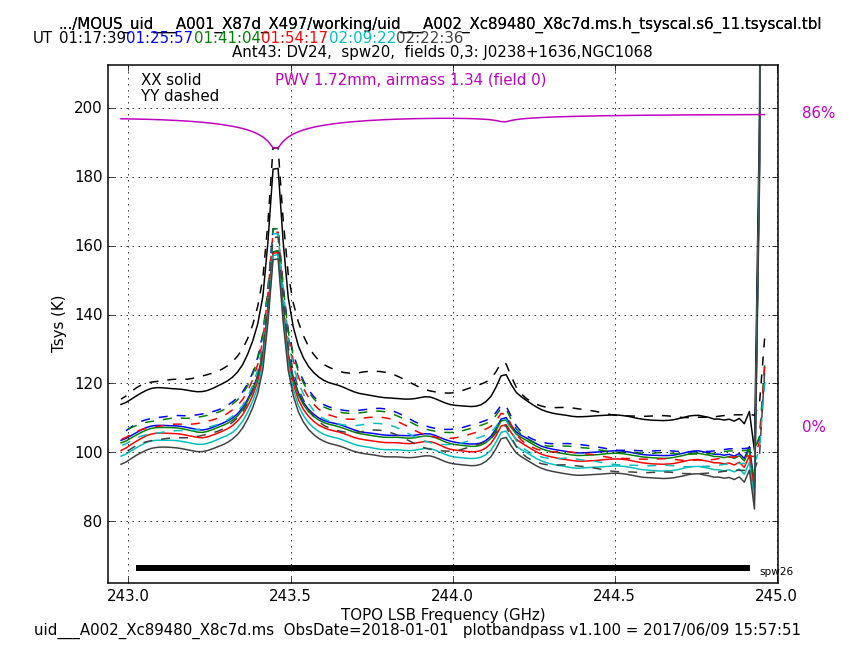 .../MOUS_uid___A001_X87d_X497/working/uid___A002_Xc89480_X8c7d.ms.h_tsyscal.s6_11.tsyscal.tbl
UT 01:17:39 01:25:57 01:41:04 01:54:17 02:09:22 02:22:36
Ant43: DV24, spw20, fields 0,3: J0238+1636,NGC1068
XX solid
PWV 1.72mm, airmass 1.34 (field 0)
YY dashed
200
86%
180
160
140
120
100
0%
80
Tsys (K)
spw26
243.0 243.5 244.0 244.5 245.0
TOPO LSB Frequency (GHz)
uid___A002_Xc89480_X8c7d.ms ObsDate=2018-01-01 plotbandpass v1.100 = 2017/06/09 15:57:51